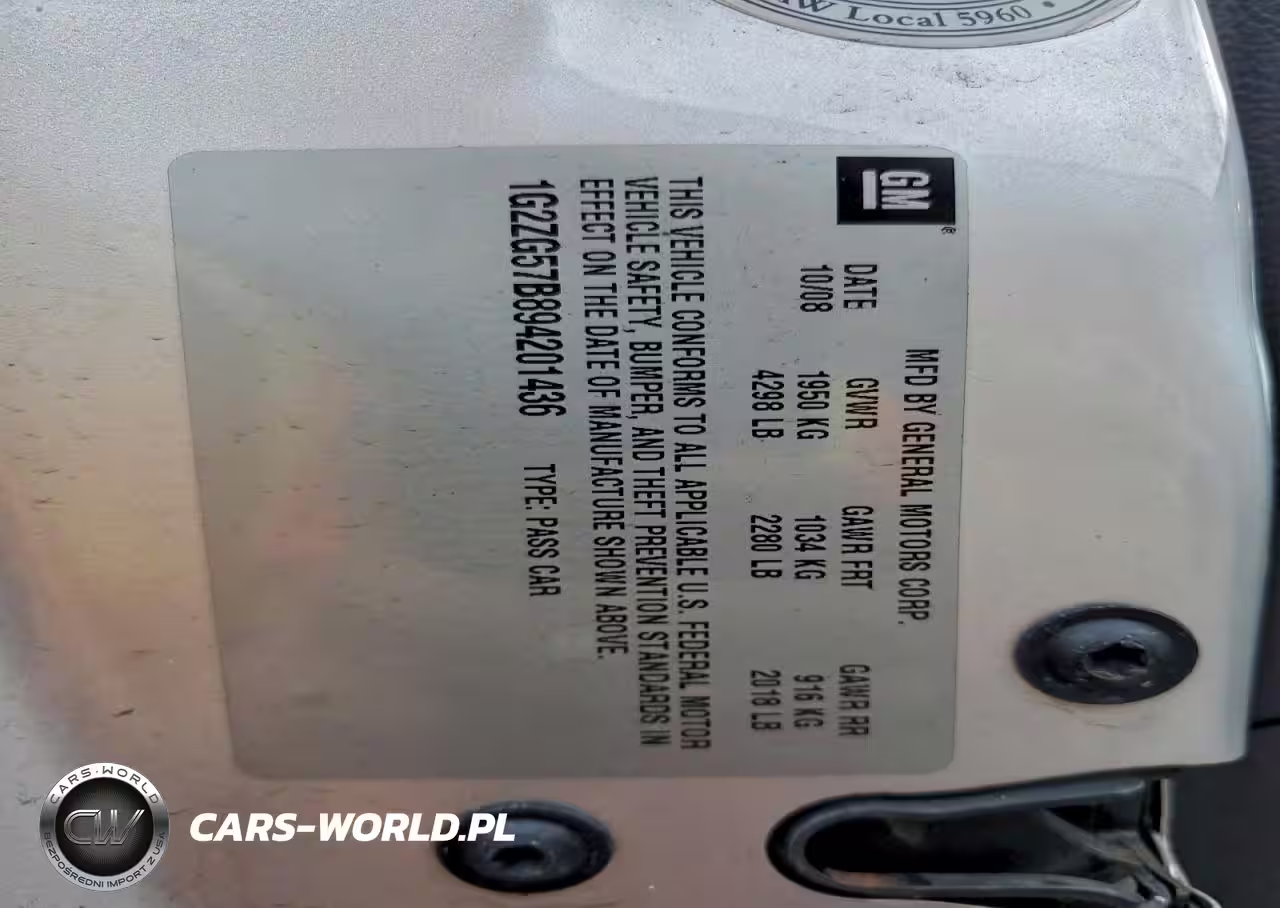 W Local 5960
GM
®
MFD BY GENERAL MOTORS CORP.
DATE GVWR GAWR FRT GAWR RR
10/08 1950 KG 1034 KG 916 KG
4298 LB 2280 LB 2018 LB
THIS VEHICLE CONFORMS TO ALL APPLICABLE U.S. FEDERAL MOTOR
VEHICLE SAFETY, BUMPER, AND THEFT PREVENTION STANDARDS IN
EFFECT ON THE DATE OF MANUFACTURE SHOWN ABOVE.
1G2ZG57B894201436 TYPE: PASS CAR
CARS-WORLD
CW
BEZPOŚREDNI IMPORT Z USA
CARS-WORLD.PL